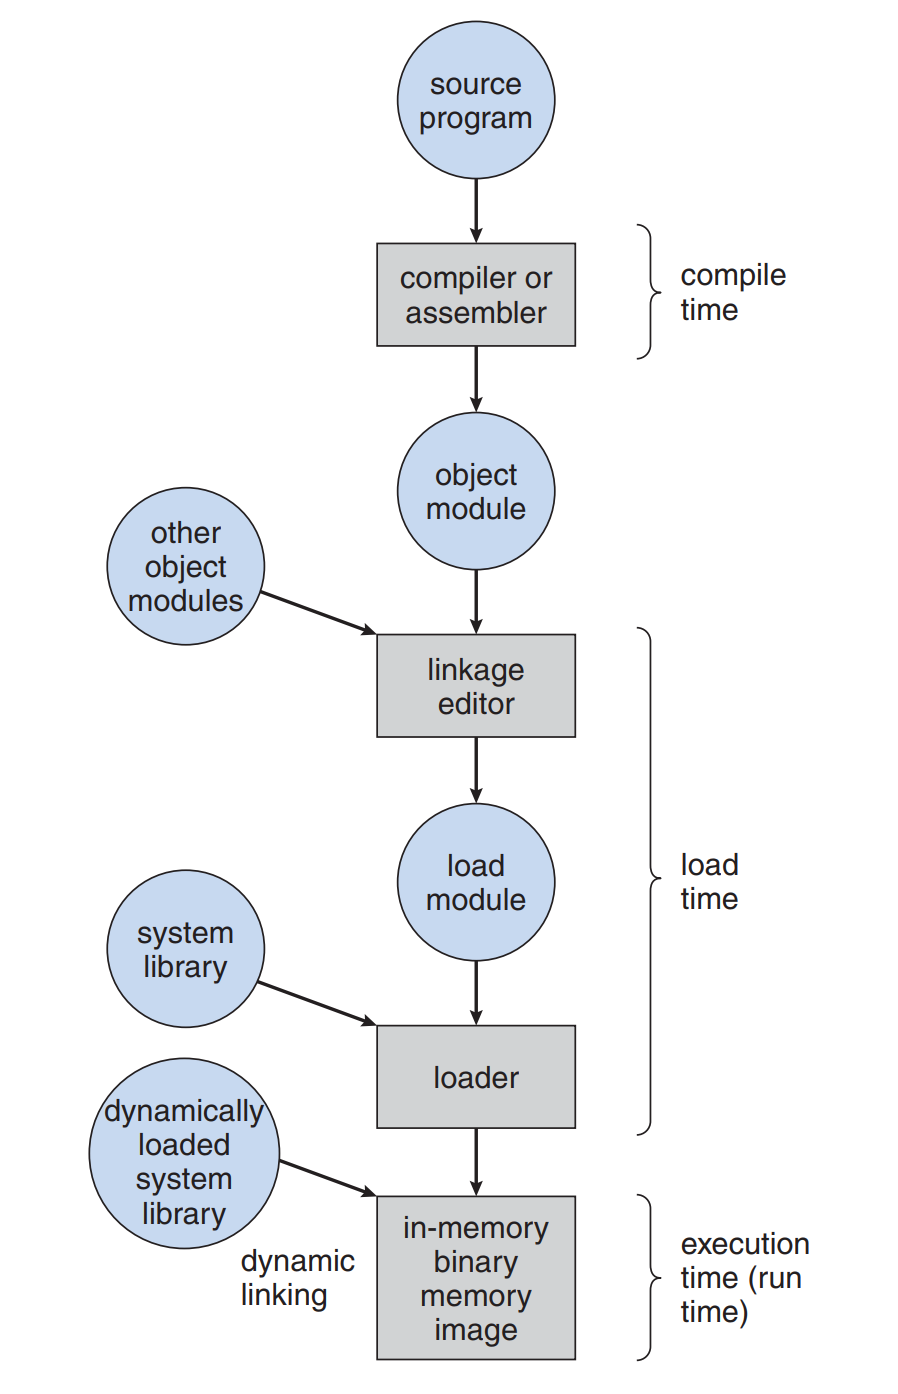 source
program
compiler or
assembler
compile
time
object
module
other
object
modules
linkage
editor
load
module
load
time
system
library
loader
dynamically
loaded
system
library
dynamic
linking
in-memory
binary
memory
image
execution
time (run
time)